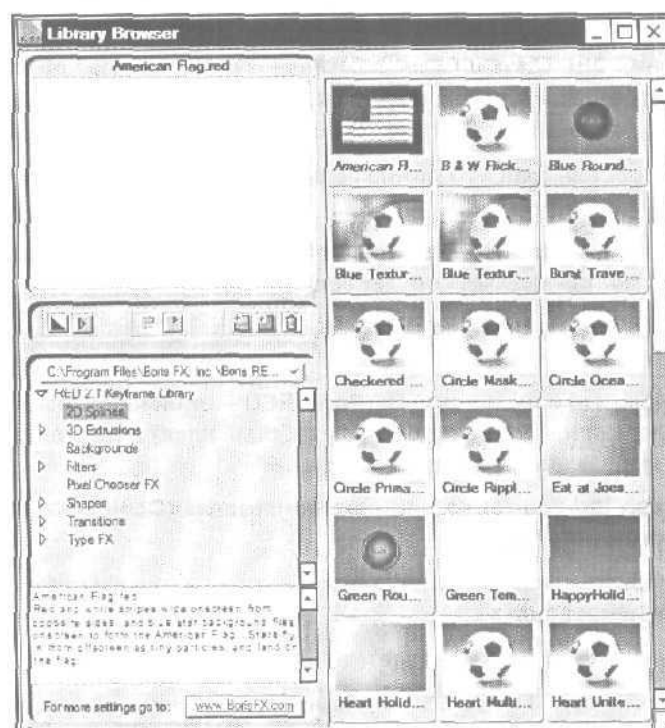 Library Browser
American Flag.red
C:\Program Files\Boris FX, Inc.\Boris RE...
RED 2.1 Keyframe Library
2D Splines
3D Extrusions
Backgrounds
Filters
Pixel Chooser FX
Shapes
Transitions
Type FX
American Flag.red
Red and white stripes wipe onscreen from
opposite sides, and blue star background flies
onscreen to form the American Flag. Stars fly
in from offscreen as tiny particles, and land on
the flag.
For more settings go to: www.BorisFX.com
American Fl... B & W Flick... Blue Round...
Blue Textur... Blue Textur... Burst Trave...
Checkered ... Circle Mask... Circle Ocea...
Circle Prima... Circle Rippl... Eat at Joes...
Green Rou... Green Tem... HappyHolid...
Heart Holid... Heart Multi... Heart Unite...